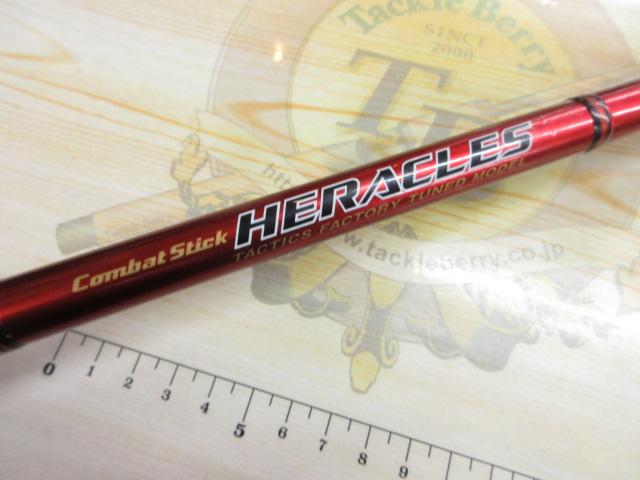 Tackle Berry
SINCE
2000
Combat Stick HERACLES
TACTICS FACTORY TUNED MODEL
www.tackleberry.co.jp
0 1 2 3 4 5 6 7 8 9